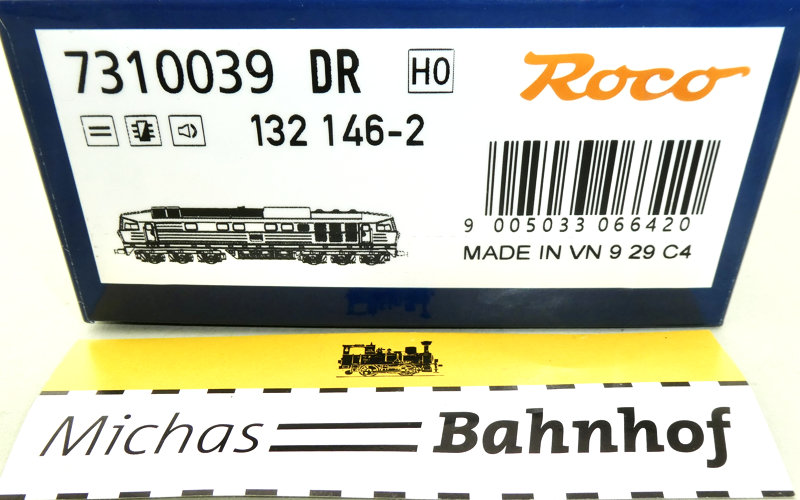 7310039 DR H0 Roco
132 146-2
9 005033 066420
MADE IN VN 9 29 C4
Michas Bahnhof